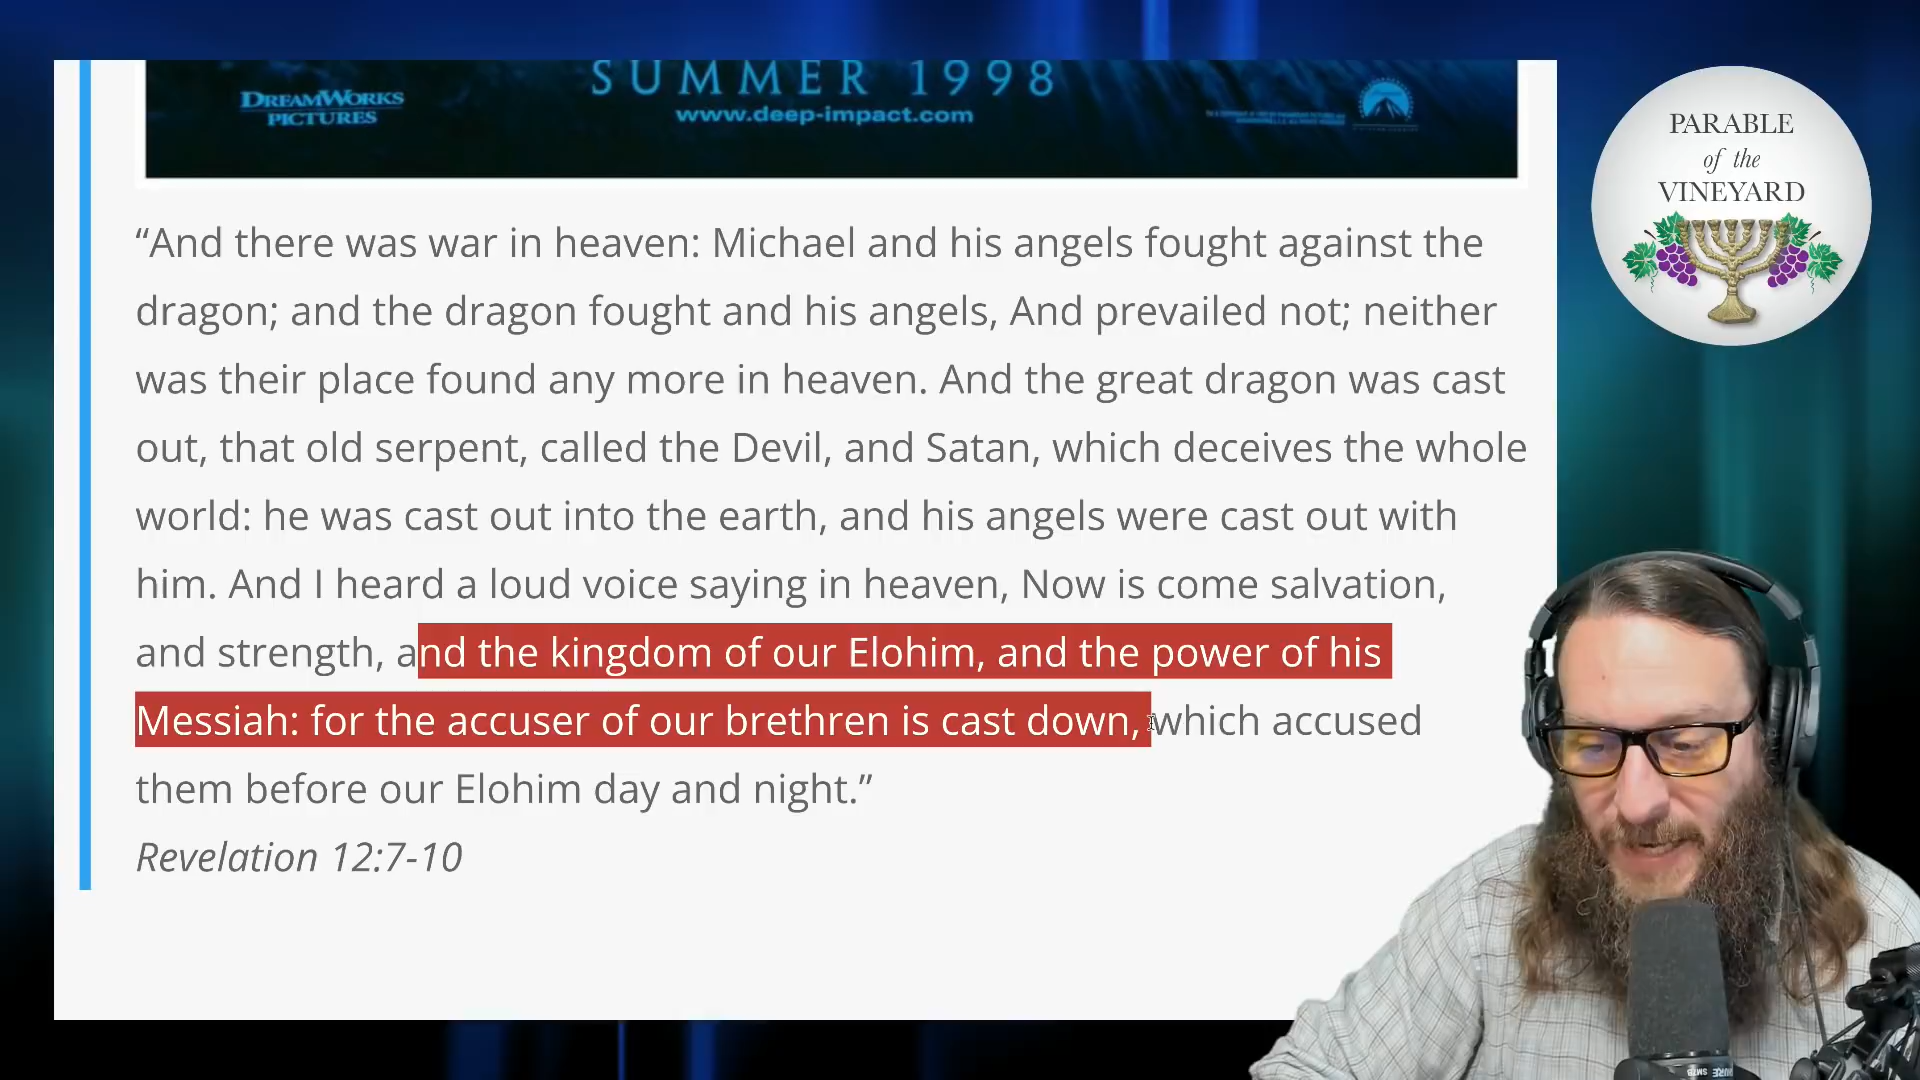 SUMMER 1998
DREAMWORKS
PICTURES
www.deep-impact.com
PARABLE
of the
VINEYARD
“And there was war in heaven: Michael and his angels fought against the
dragon; and the dragon fought and his angels, And prevailed not; neither
was their place found any more in heaven. And the great dragon was cast
out, that old serpent, called the Devil, and Satan, which deceives the whole
world: he was cast out into the earth, and his angels were cast out with
him. And I heard a loud voice saying in heaven, Now is come salvation,
and strength, and the kingdom of our Elohim, and the power of his
Messiah: for the accuser of our brethren is cast down, which accused
them before our Elohim day and night.”
Revelation 12:7-10